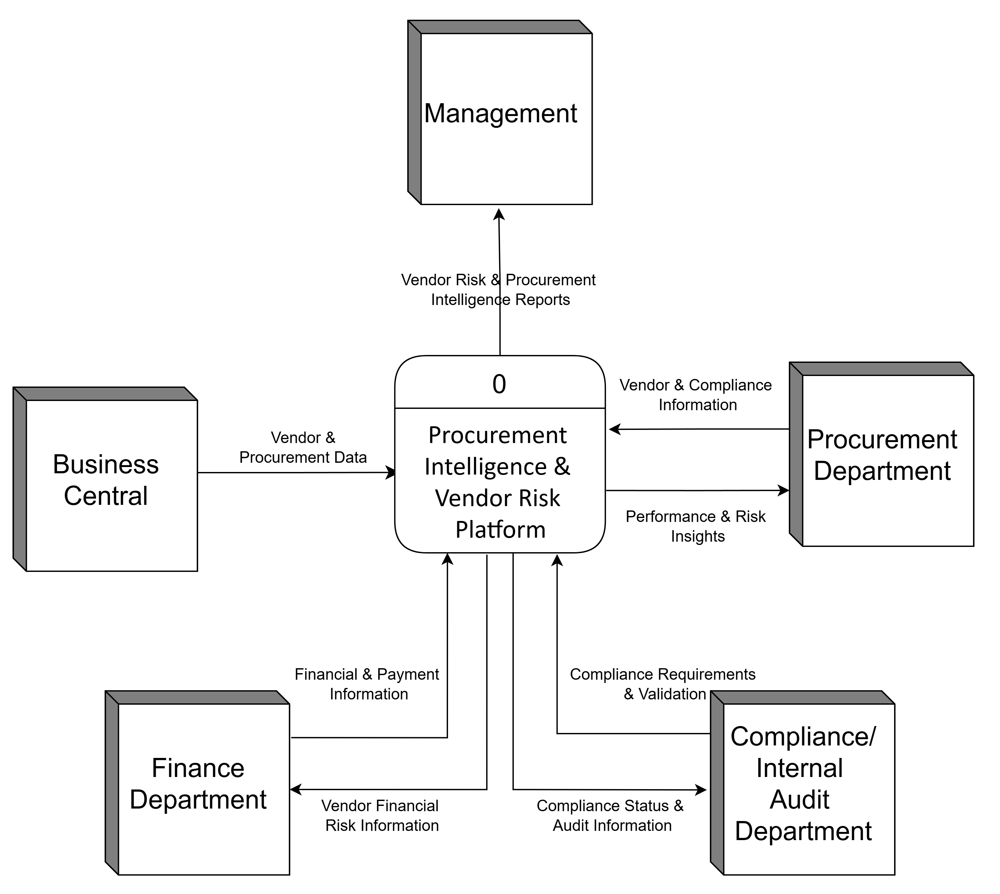 Management
Vendor Risk & Procurement
Intelligence Reports
0
Procurement
Intelligence &
Vendor Risk
Platform
Business
Central
Vendor &
Procurement Data
Vendor & Compliance
Information
Procurement
Department
Performance & Risk
Insights
Financial & Payment
Information
Finance
Department
Vendor Financial
Risk Information
Compliance Requirements
& Validation
Compliance/
Internal
Audit
Department
Compliance Status &
Audit Information